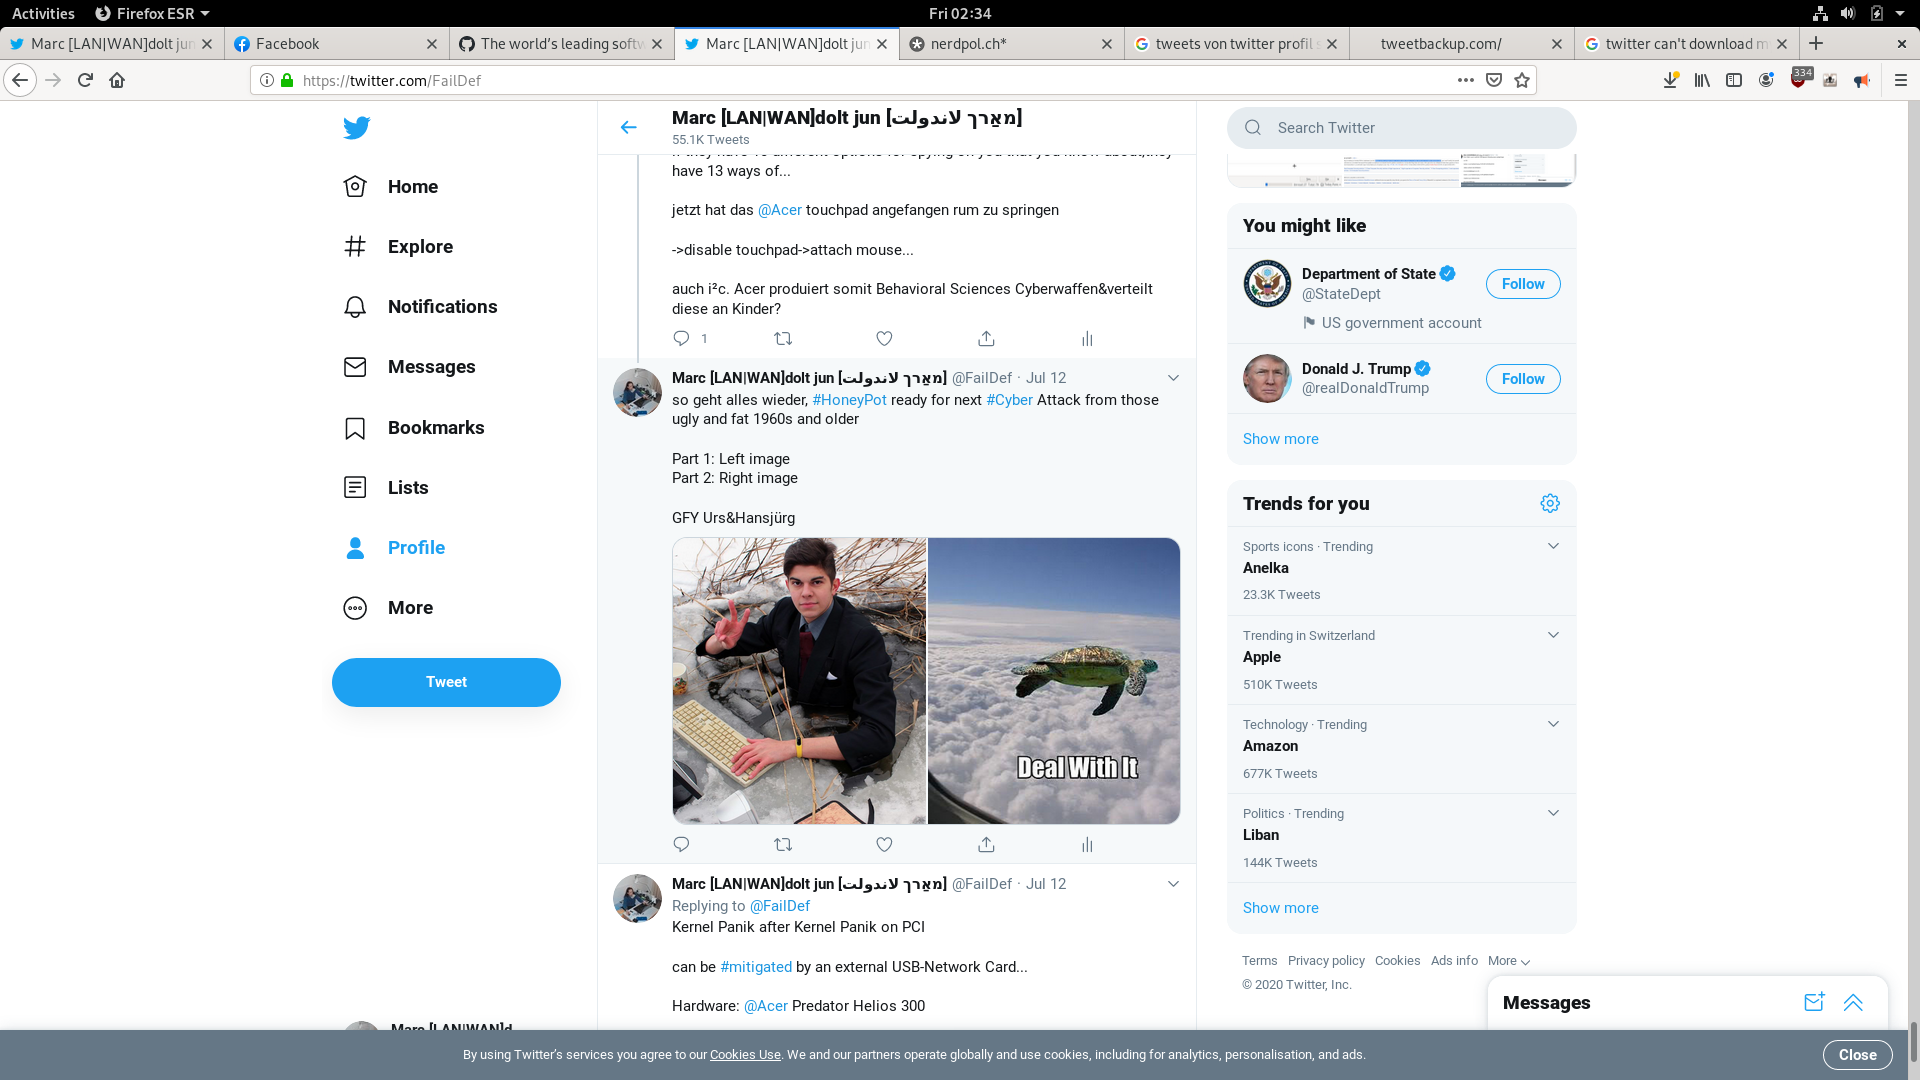 Activities
Firefox ESR
Fri 02:34
Marc [LAN|WAN]dolt jun
Facebook
The world's leading softw
Marc [LAN|WAN]dolt jun
nerdpol.ch*
tweets von twitter profil s
tweetbackup.com/
twitter can't download m
https://twitter.com/FailDef
334
Marc [LAN|WAN]dolt jun [מאַרך לאנדולת]
55.1K Tweets
Search Twitter
Home
Explore
Notifications
Messages
Bookmarks
Lists
Profile
More
Tweet
have 13 ways of...
jetzt hat das @Acer touchpad angefangen rum zu springen
->disable touchpad->attach mouse...
auch i²c. Acer produiert somit Behavioral Sciences Cyberwaffen&verteilt
diese an Kinder?
1
Marc [LAN|WAN]dolt jun [מאַרך לאנדולת] @FailDef · Jul 12
so geht alles wieder, #HoneyPot ready for next #Cyber Attack from those
ugly and fat 1960s and older
Part 1: Left image
Part 2: Right image
GFY Urs&Hansjürg
Deal With It
Marc [LAN|WAN]dolt jun [מאַרך לאנדולת] @FailDef · Jul 12
Replying to @FailDef
Kernel Panik after Kernel Panik on PCI
can be #mitigated by an external USB-Network Card...
Hardware: @Acer Predator Helios 300
You might like
Department of State
@StateDept
Follow
US government account
Donald J. Trump
@realDonaldTrump
Follow
Show more
Trends for you
Sports icons · Trending
Anelka
23.3K Tweets
Trending in Switzerland
Apple
510K Tweets
Technology · Trending
Amazon
677K Tweets
Politics · Trending
Liban
144K Tweets
Show more
Terms Privacy policy Cookies Ads info More
© 2020 Twitter, Inc.
Messages
Marc [LAN|WAN]d
By using Twitter's services you agree to our Cookies Use. We and our partners operate globally and use cookies, including for analytics, personalisation, and ads.
Close